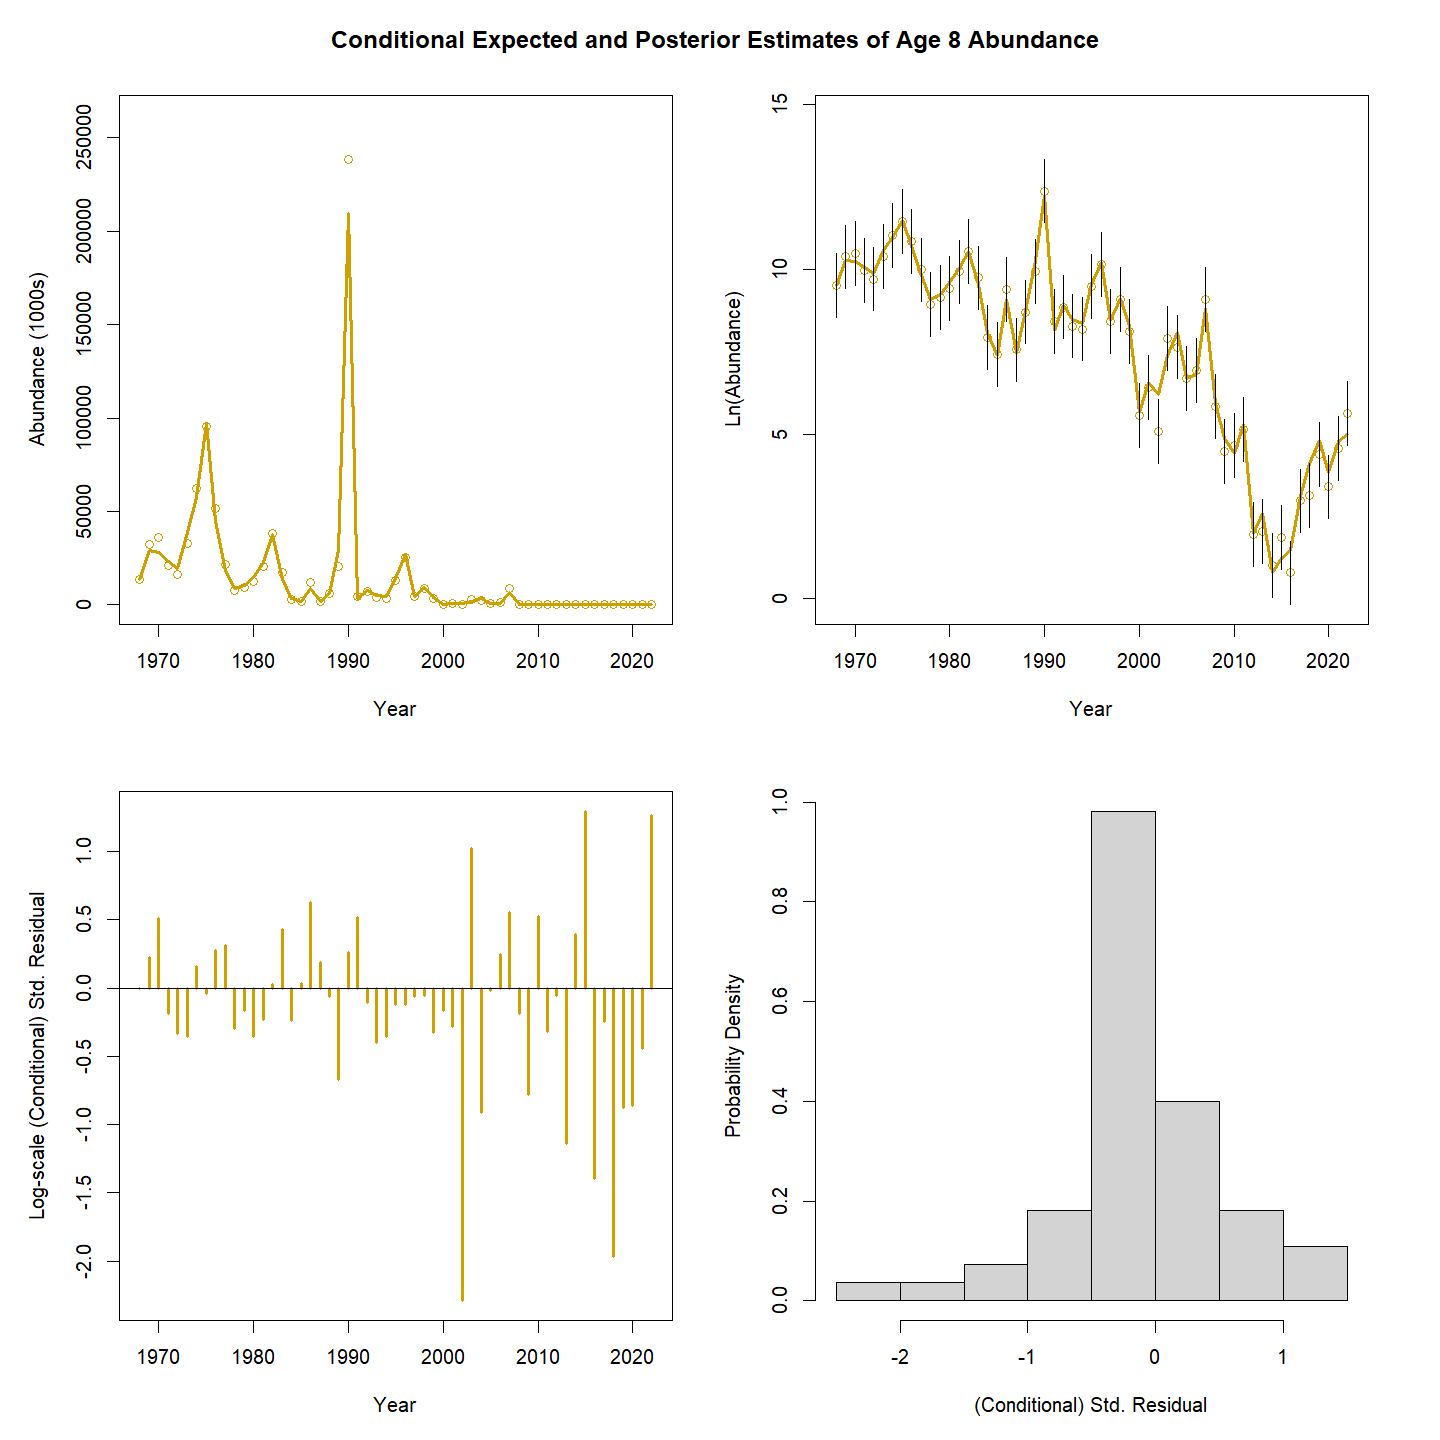 Conditional Expected and Posterior Estimates of Age 8 Abundance
Abundance (1000s)
0
50000
100000
150000
200000
250000
1970 1980 1990 2000 2010 2020
Year
Ln(Abundance)
0
5
10
15
1970 1980 1990 2000 2010 2020
Year
Log-scale (Conditional) Std. Residual
-2.0
-1.5
-1.0
-0.5
0.0
0.5
1.0
1970 1980 1990 2000 2010 2020
Year
Probability Density
0.0
0.2
0.4
0.6
0.8
1.0
-2 -1 0 1
(Conditional) Std. Residual